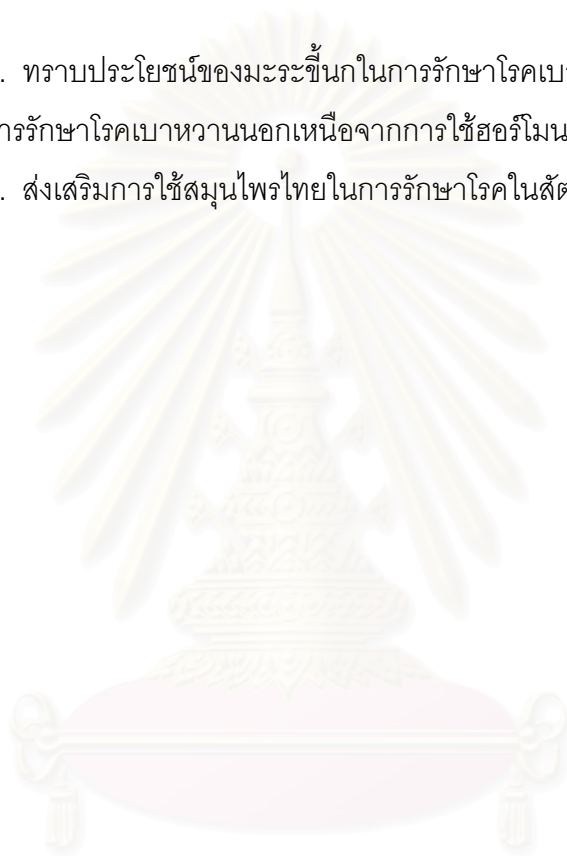 . ทราบประโยชน์ของมะระขี้นกในการรักษาโรคเบา
ารรักษาโรคเบาหวานนอกเหนือจากการใช้ฮอร์โมน
. ส่งเสริมการใช้สมุนไพรไทยในการรักษาโรคในสัต